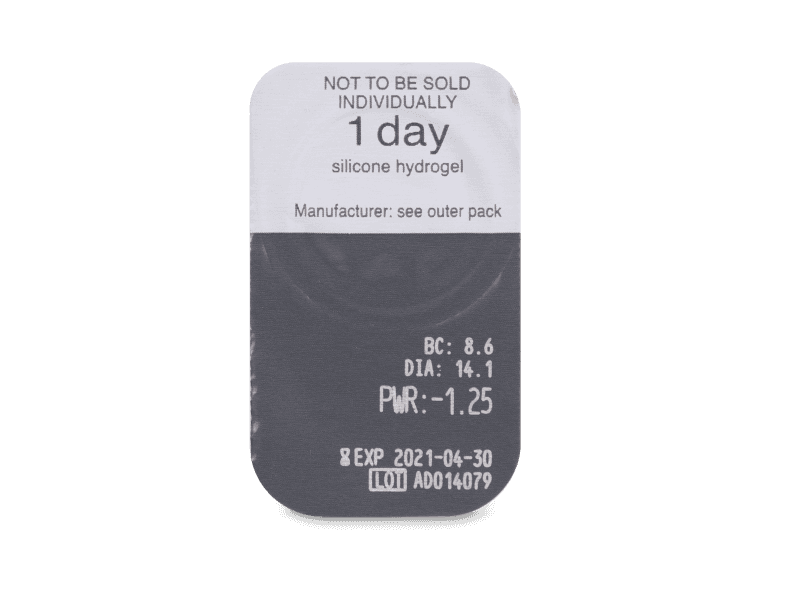 NOT TO BE SOLD
INDIVIDUALLY
1 day
silicone hydrogel
Manufacturer: see outer pack
BC: 8.6
DIA: 14.1
PWR:-1.25
EXP 2021-04-30
LOT AD014079